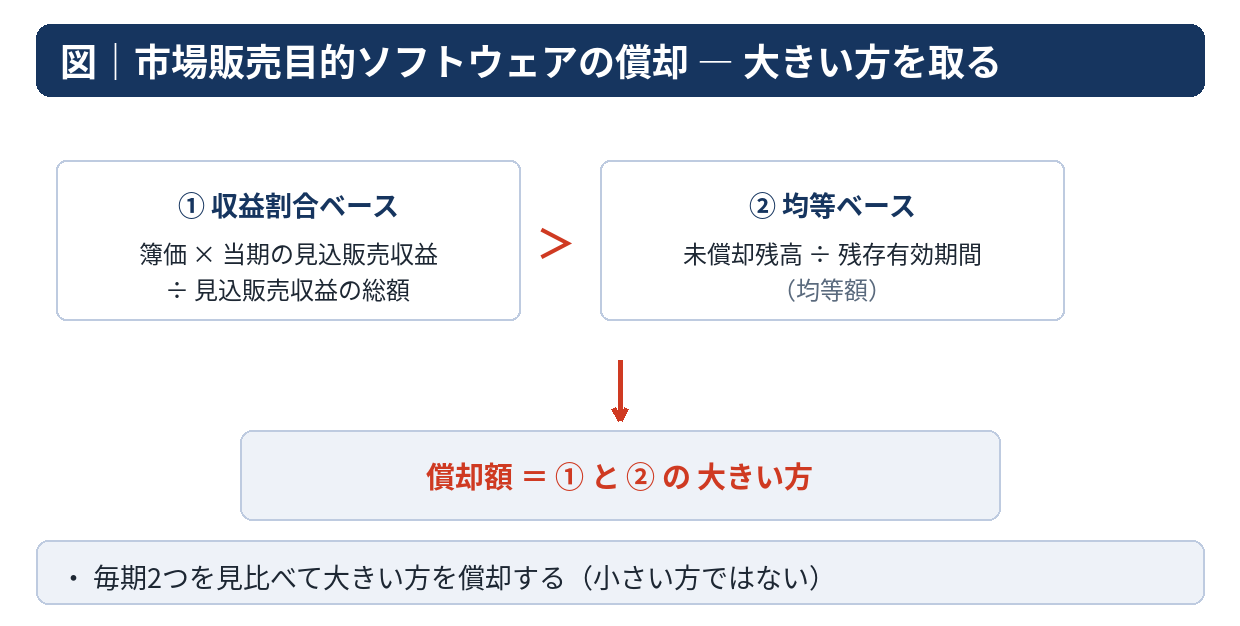 図｜市場販売目的ソフトウェアの償却 ― 大きい方を取る
① 収益割合ベース
簿価 × 当期の見込販売収益
÷ 見込販売収益の総額
＞
② 均等ベース
未償却残高 ÷ 残存有効期間
（均等額）
償却額 ＝ ① と ② の 大きい方
・ 毎期2つを見比べて大きい方を償却する（小さい方ではない）